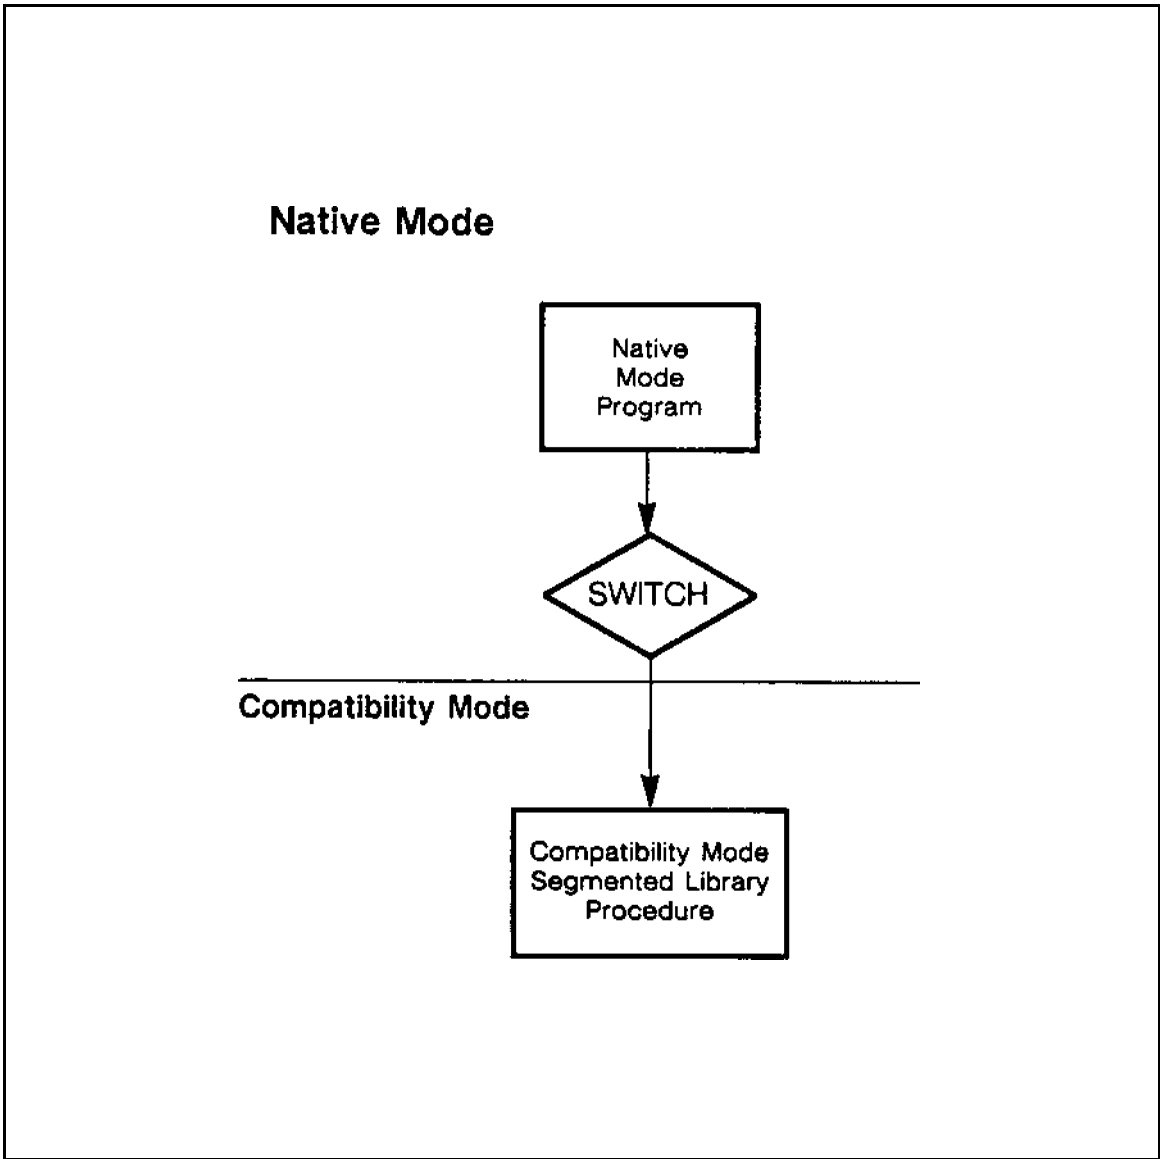 Native Mode
Native
Mode
Program
SWITCH
Compatibility Mode
Compatibility Mode
Segmented Library
Procedure